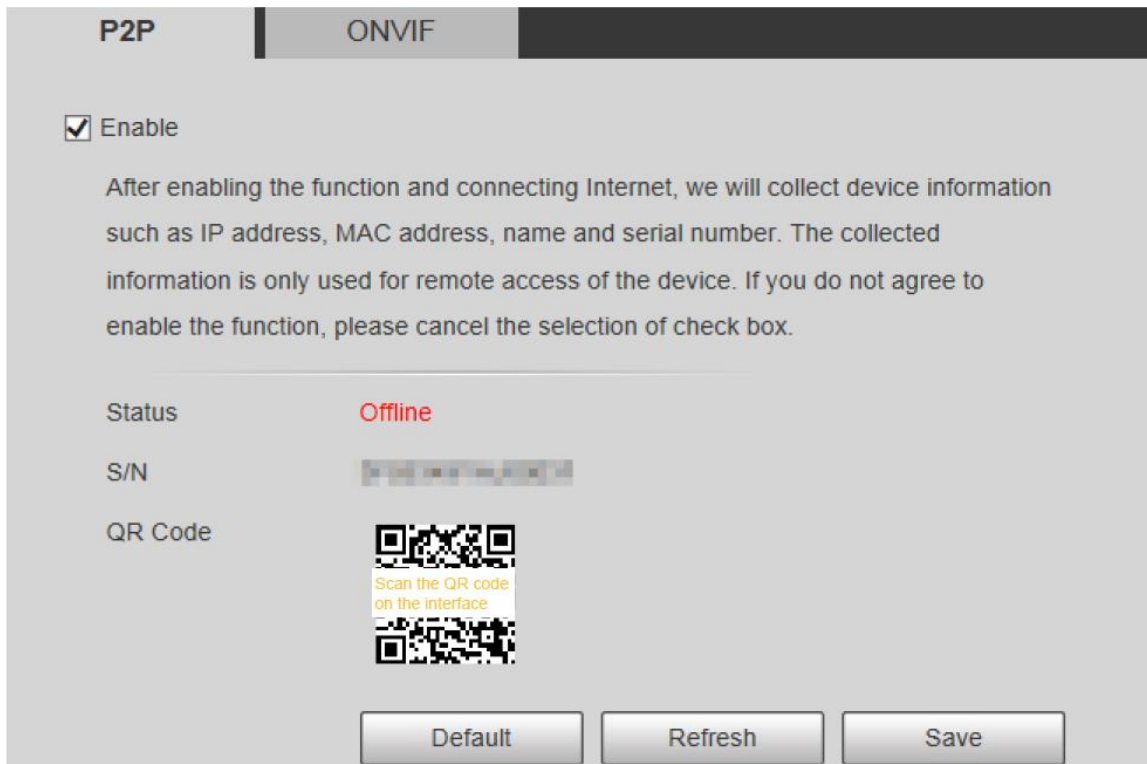 P2P ONVIF
Enable
After enabling the function and connecting Internet, we will collect device information
such as IP address, MAC address, name and serial number. The collected
information is only used for remote access of the device. If you do not agree to
enable the function, please cancel the selection of check box.
Status Offline
S/N
QR Code
Scan the QR code
on the interface
Default Refresh Save